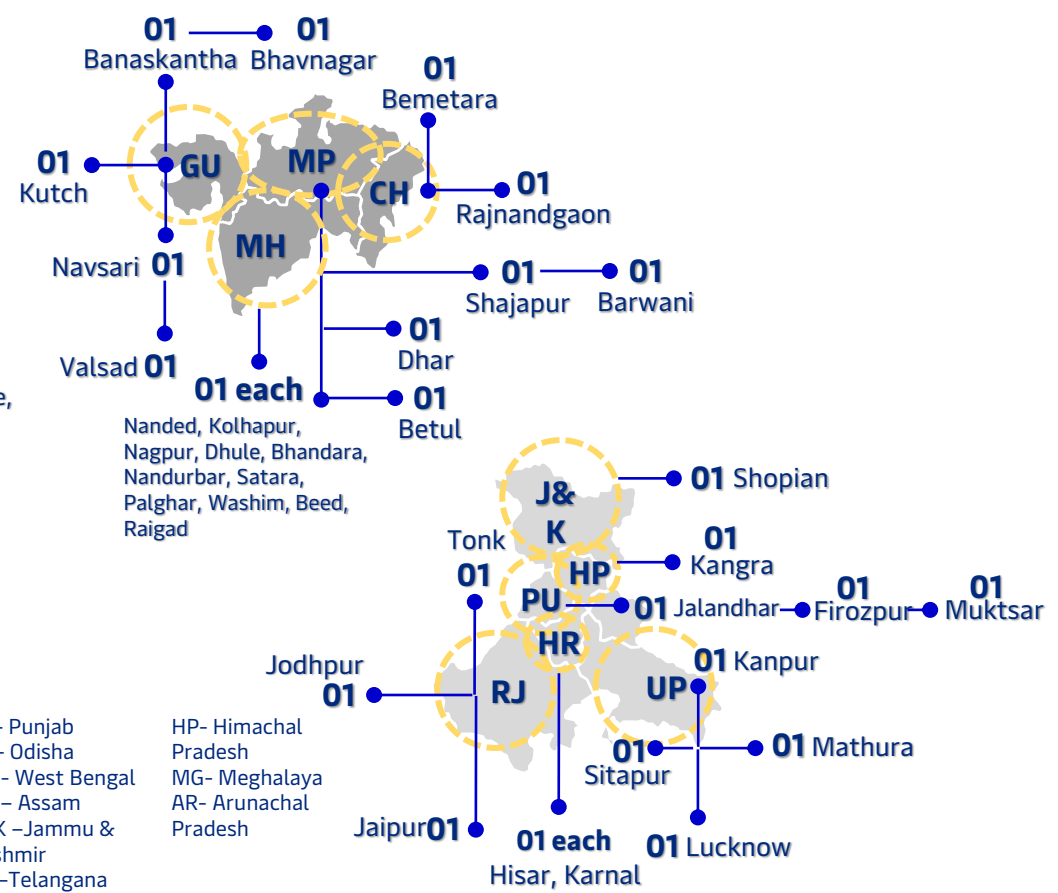 01 01
Banaskantha Bhavnagar
01
Bemetara
GU
MP
CH
MH
01
Kutch
01
Rajnandgaon
Navsari 01
01 01
Shajapur Barwani
01
Dhar
Valsad 01
01 each
01
Betul
Nanded, Kolhapur,
Nagpur, Dhule, Bhandara,
Nandurbar, Satara,
Palghar, Washim, Beed,
Raigad
J&
K
01 Shopian
Tonk
01
HP
01
Kangra
PU
01 Jalandhar
01
Firozpur
01
Muktsar
HR
Jodhpur
01
RJ
UP
01 Kanpur
01
Sitapur
01 Mathura
Jaipur 01
01 each
Hisar, Karnal
01 Lucknow
- Punjab
- Odisha
- West Bengal
– Assam
–Jammu &
–Telangana
HP- Himachal
Pradesh
MG- Meghalaya
AR- Arunachal
Pradesh